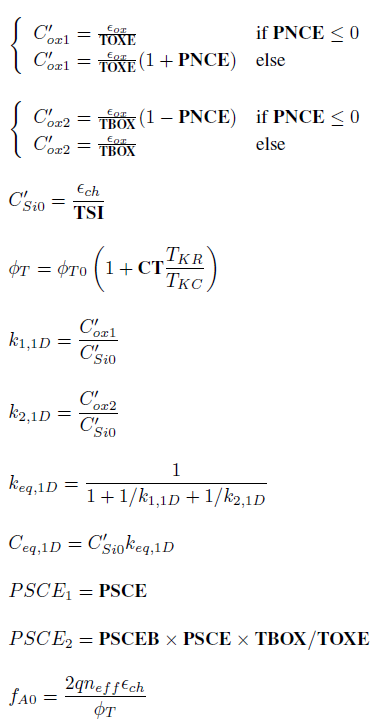 C′ox1 = ϵox/TOXE if PNCE ≤ 0
C′ox1 = ϵox/TOXE (1 + PNCE) else
C′ox2 = ϵox/TBOX (1 − PNCE) if PNCE ≤ 0
C′ox2 = ϵox/TBOX else
C′Si0 = ϵch/TSI
ϕT = ϕT0 (1 + CT TKR/TKC)
k1,1D = C′ox1/C′Si0
k2,1D = C′ox2/C′Si0
keq,1D = 1/(1 + 1/k1,1D + 1/k2,1D)
Ceq,1D = C′Si0 keq,1D
PSCE1 = PSCE
PSCE2 = PSCEB × PSCE × TBOX/TOXE
fA0 = 2qneffϵch/ϕT